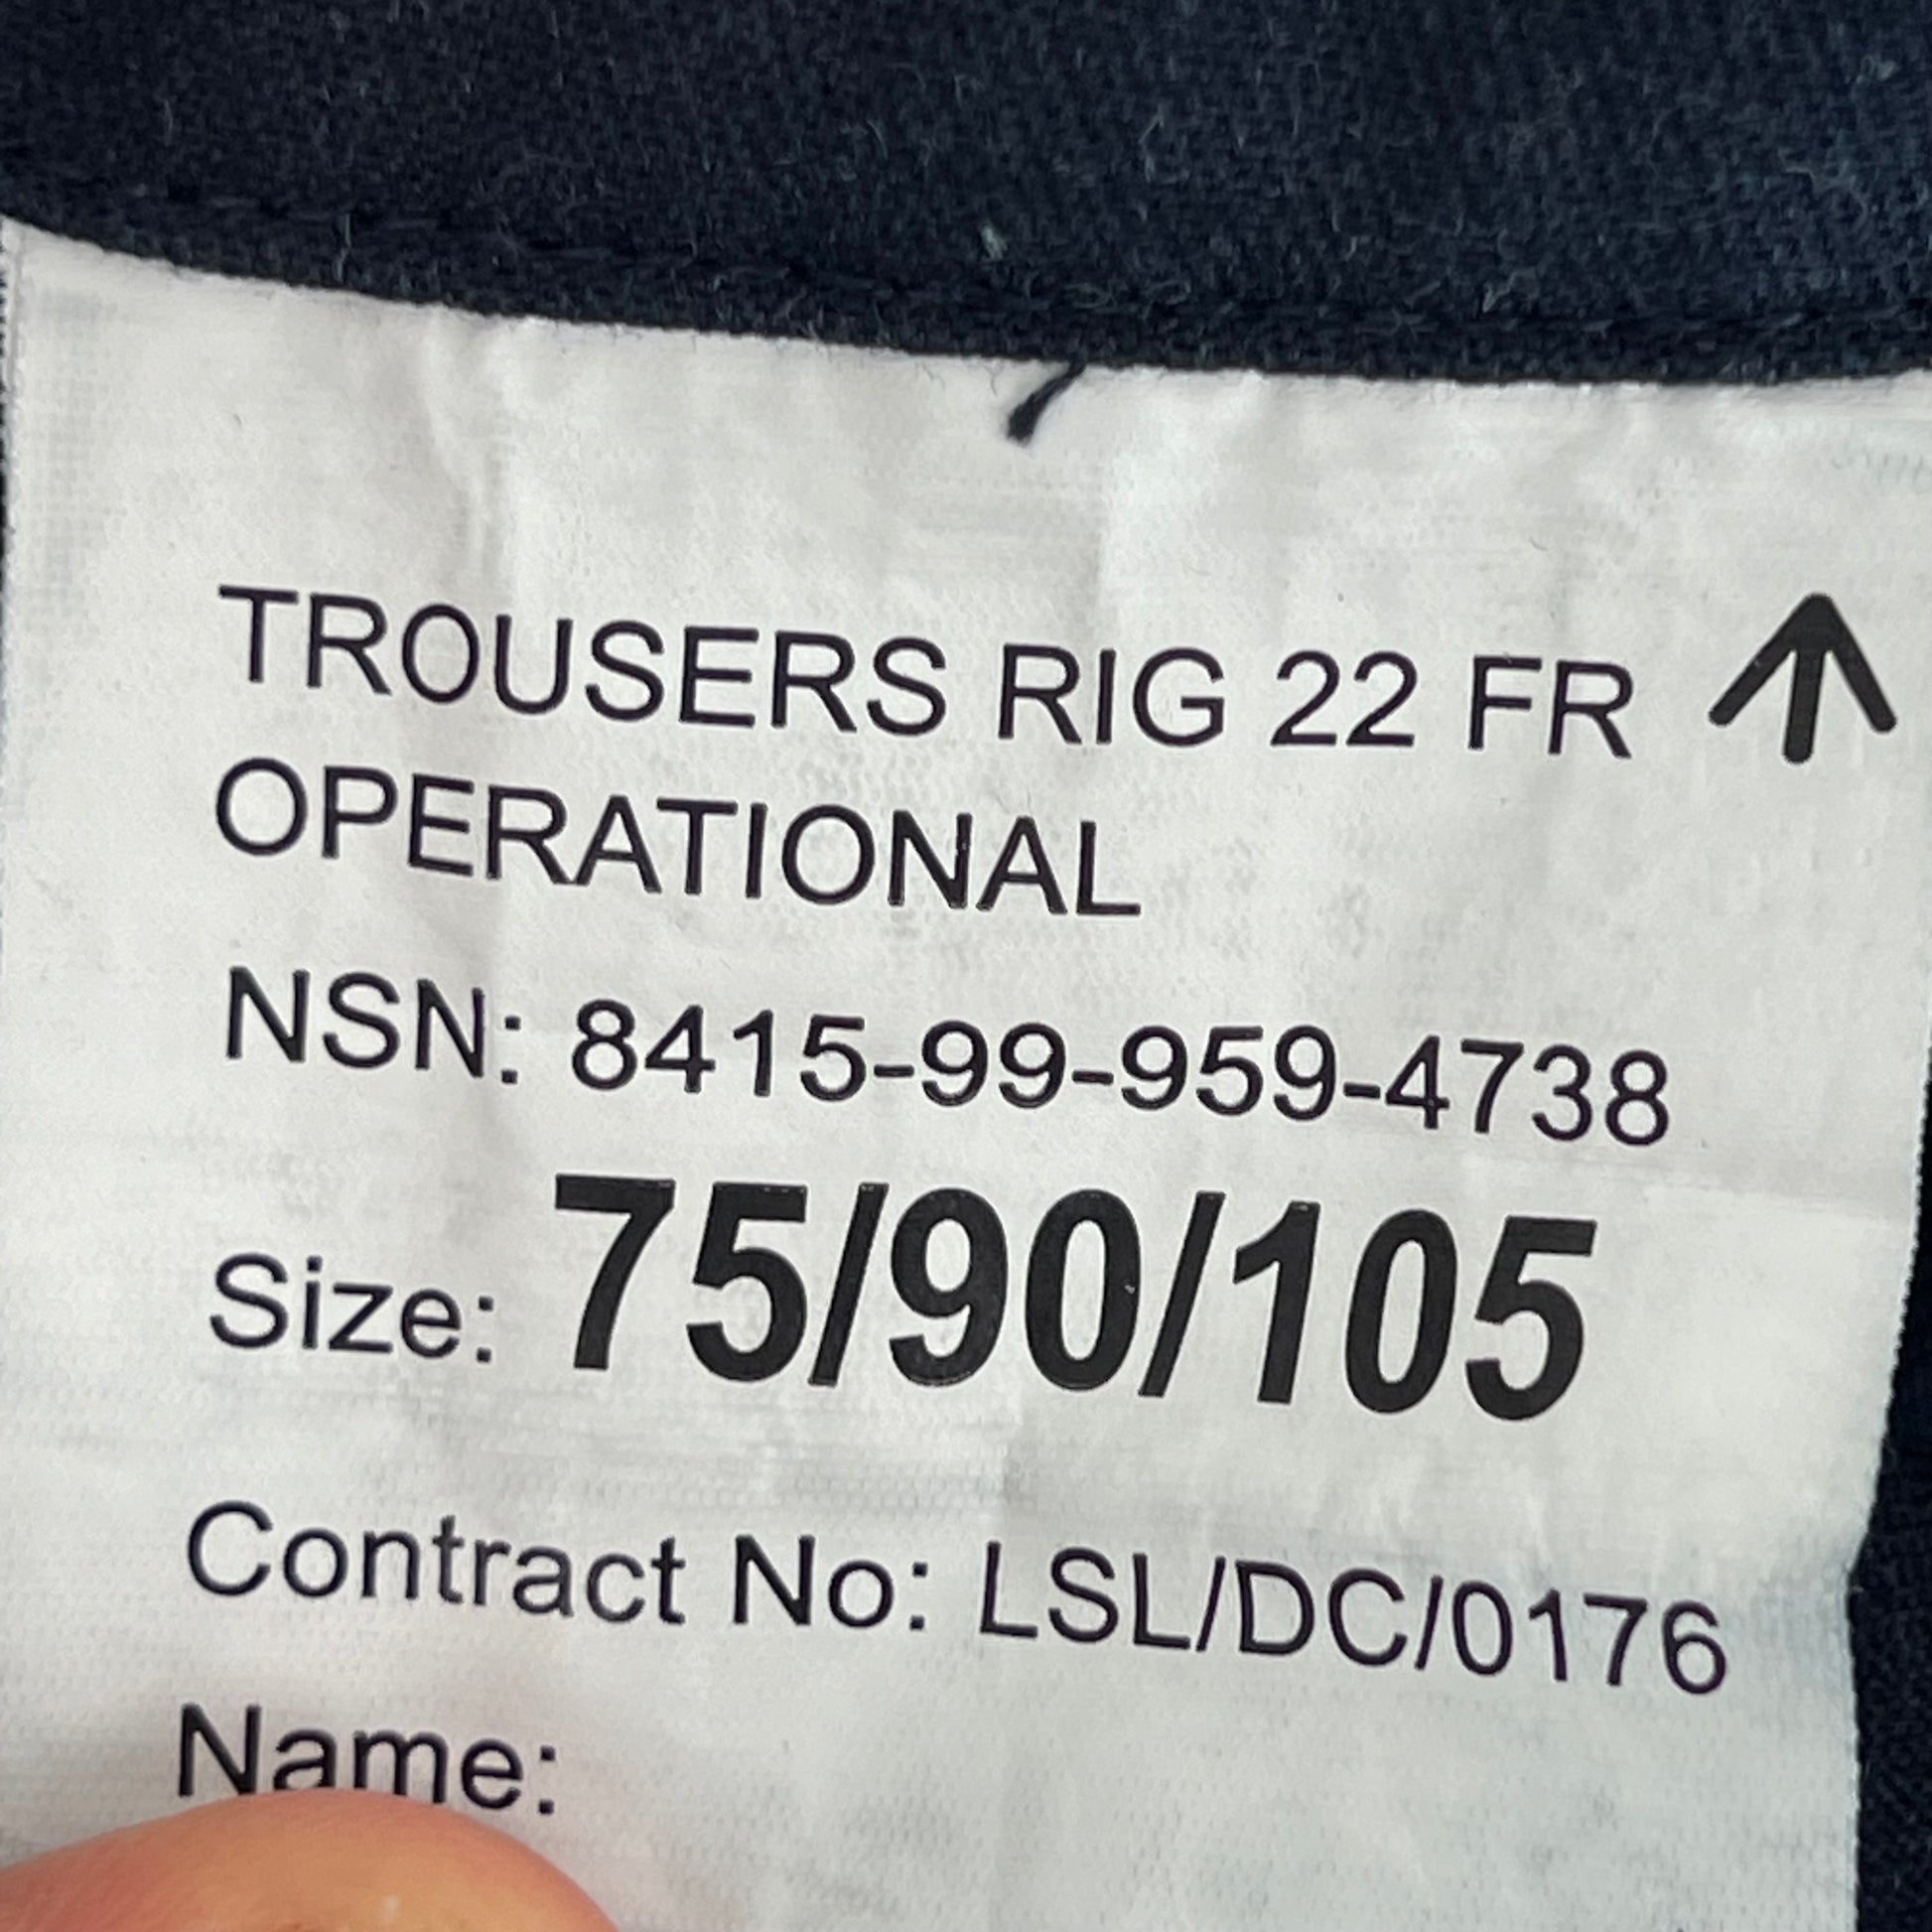 TROUSERS RIG 22 FR
OPERATIONAL
NSN: 8415-99-959-4738
Size: 75/90/105
Contract No: LSL/DC/0176
Name: